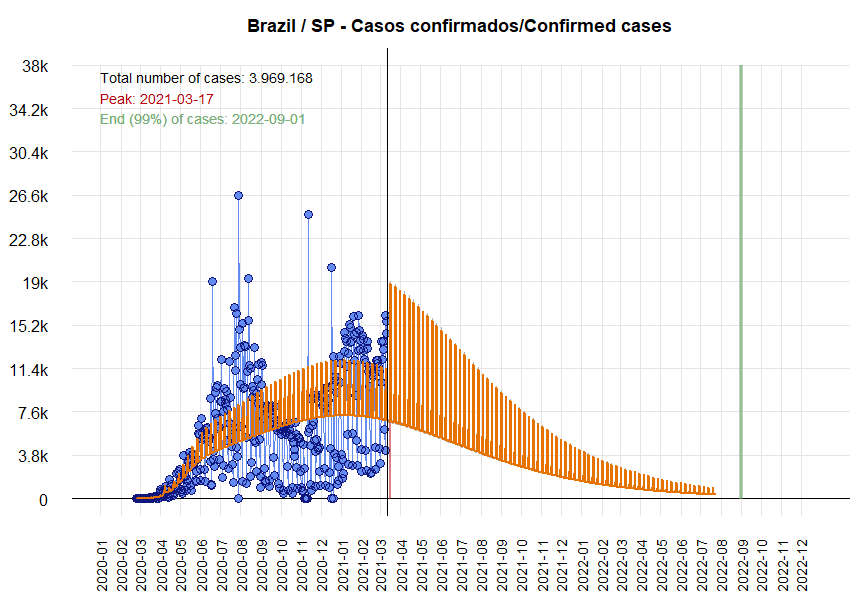 Brazil / SP - Casos confirmados/Confirmed cases
38k
Total number of cases: 3.969.168
Peak: 2021-03-17
34.2k
End (99%) of cases: 2022-09-01
30.4k
26.6k
22.8k
19k
15.2k
11.4k
7.6k
3.8k
0
2020-01
2020-02
2020-03
2020-04
2020-05
2020-06
2020-07
2020-08
2020-09
2020-10
2020-11
2020-12
2021-01
2021-02
2021-03
2021-04
2021-05
2021-06
2021-07
2021-08
2021-09
2021-10
2021-11
2021-12
2022-01
2022-02
2022-03
2022-04
2022-05
2022-06
2022-07
2022-08
2022-09
2022-10
2022-11
2022-12